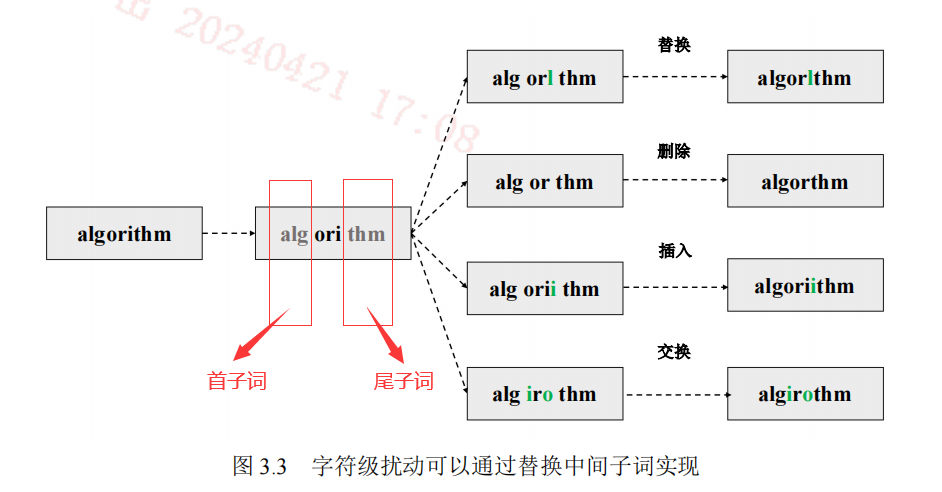 20240421 17:08
替换
alg orl thm
algorlthm
删除
alg or thm
algorthm
algorithm
alg ori thm
插入
alg orii thm
algoriithm
首子词
尾子词
交换
alg iro thm
algirothm
图 3.3 字符级扰动可以通过替换中间子词实现